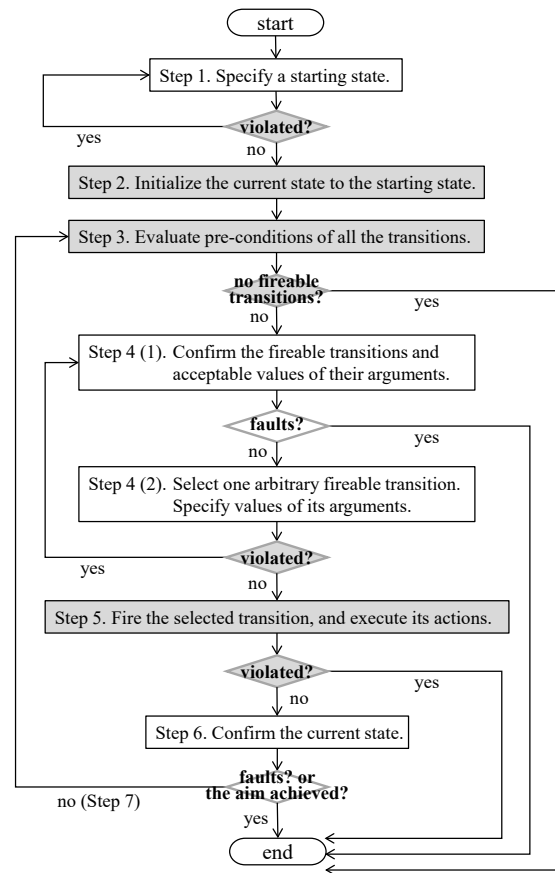 start
Step 1. Specify a starting state.
violated?
yes
no
Step 2. Initialize the current state to the starting state.
Step 3. Evaluate pre-conditions of all the transitions.
no fireable
transitions?
yes
no
Step 4 (1). Confirm the fireable transitions and
acceptable values of their arguments.
faults?
yes
no
Step 4 (2). Select one arbitrary fireable transition.
Specify values of its arguments.
violated?
yes
no
Step 5. Fire the selected transition, and execute its actions.
violated?
yes
no
Step 6. Confirm the current state.
faults? or
the aim achieved?
no (Step 7)
yes
end